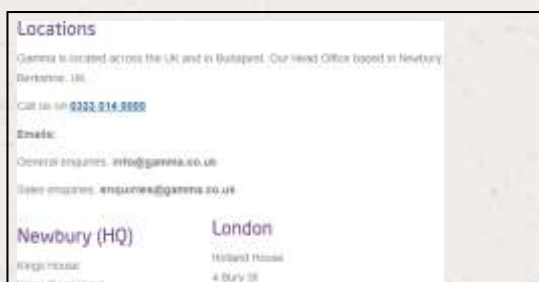 Locations
Gamma is located across the UK and in Budapest. Our Head Office based in Newbury,
Berkshire, UK.
Call us on 0333 014 0000
Emails:
General enquiries: info@gamma.co.uk
Sales enquiries: enquiries@gamma.co.uk
Newbury (HQ)
London
Kings House
Holland House
4 Bury St